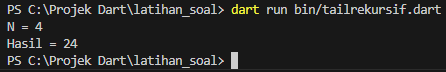 PS C:\Projek Dart\latihan_soal> dart run bin/tailrekursif.dart
N = 4
Hasil = 24
PS C:\Projek Dart\latihan_soal>